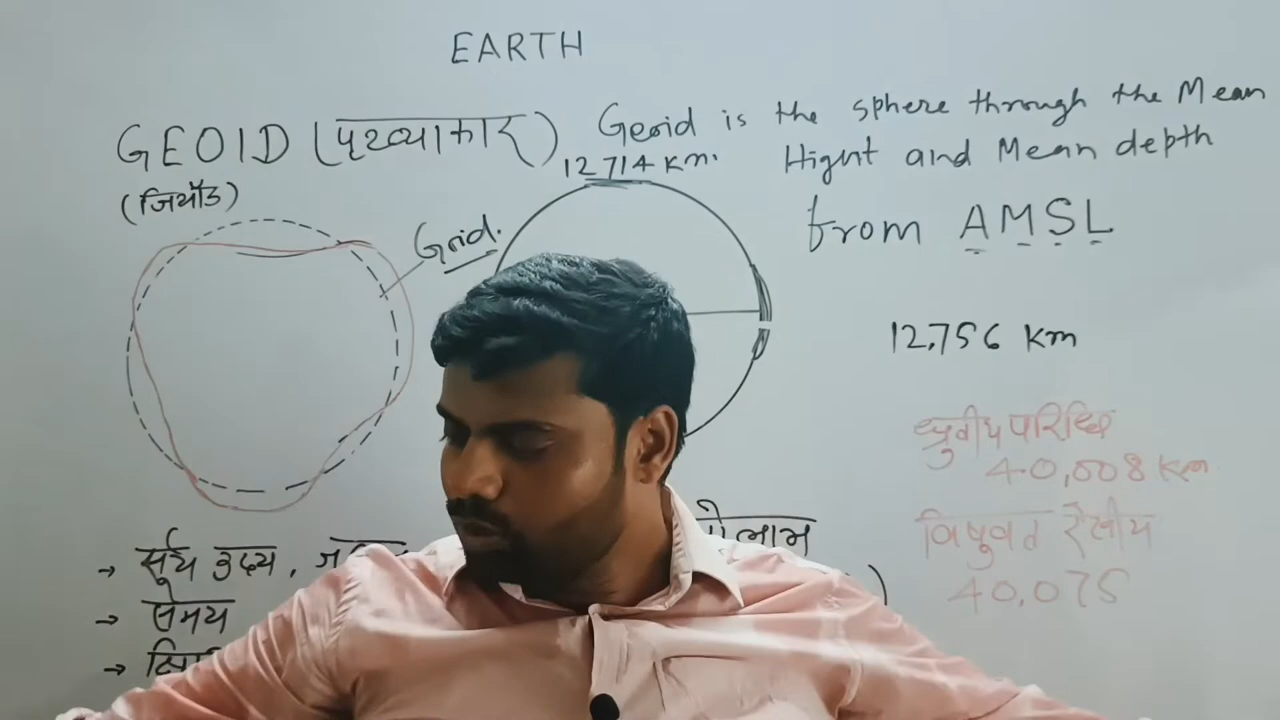 EARTH
GEOID (पृथ्व्याकार)
(जियॉड)
Geoid is the sphere through the Mean
Hight and Mean depth
from AMSL
12,714 km.
Grid.
12,756 km
ध्रुवीय परिधि
40,008 km.
विषुवत रेखीय
40,075
→ सुर्य उदय,
→ समय
→